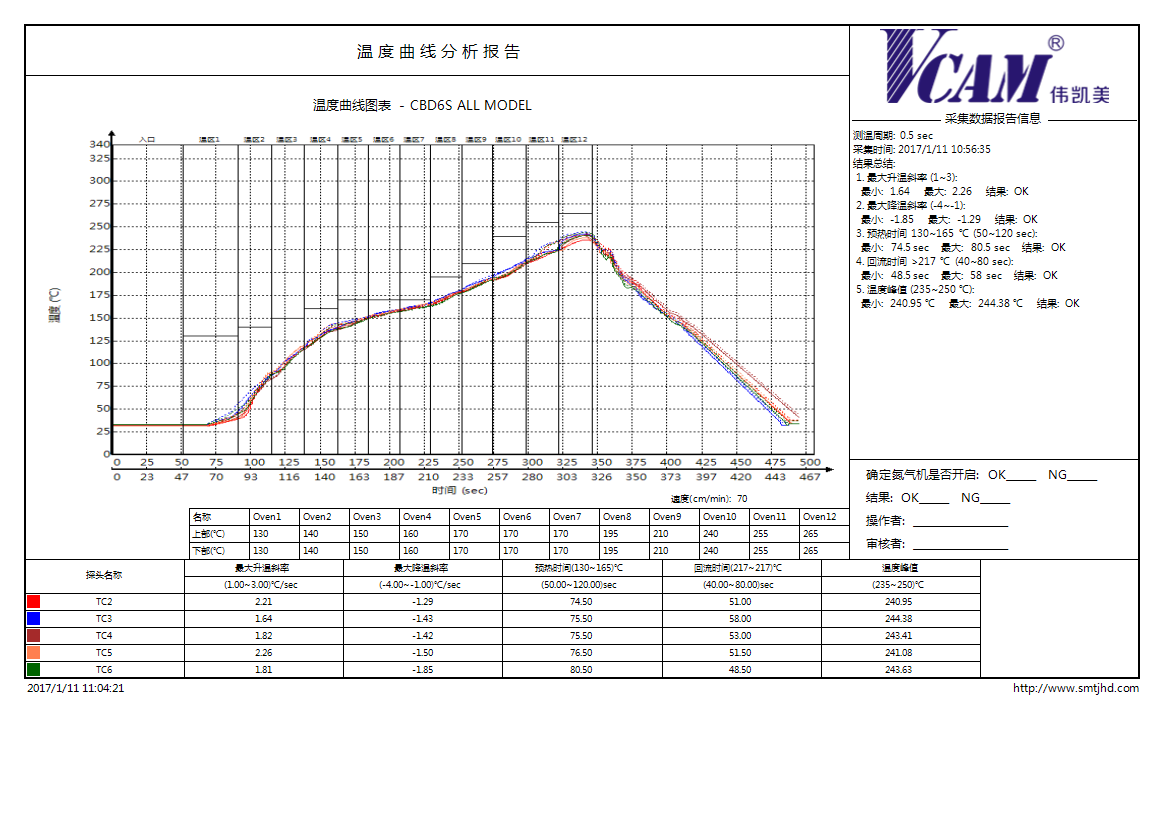 温度曲线分析报告
温度曲线图表 - CBD6S ALL MODEL
VCAM® 伟凯美
采集数据报告信息
测温周期: 0.5 sec
采集时间: 2017/1/11 10:56:35
结果总结:
1. 最大升温斜率 (1~3):
最小: 1.64 最大: 2.26 结果: OK
2. 最大降温斜率 (-4~-1):
最小: -1.85 最大: -1.29 结果: OK
3. 预热时间 130~165 ℃ (50~120 sec):
最小: 74.5 sec 最大: 80.5 sec 结果: OK
4. 回流时间 >217 ℃ (40~80 sec):
最小: 48.5 sec 最大: 58 sec 结果: OK
5. 温度峰值 (235~250 ℃):
最小: 240.95 ℃ 最大: 244.38 ℃ 结果: OK
入口 温区1 温区2 温区3 温区4 温区5 温区6 温区7 温区8 温区9 温区10 温区11 温区12
340
325
300
275
250
225
200
175
150
125
100
75
50
25
0
温度 (℃)
0 25 50 75 100 125 150 175 200 225 250 275 300 325 350 375 400 425 450 475 500
0 23 47 70 93 116 140 163 187 210 233 257 280 303 327 350 373 397 420 443 467
时间 (sec)
速度(cm/min): 70
名称 Oven1 Oven2 Oven3 Oven4 Oven5 Oven6 Oven7 Oven8 Oven9 Oven10 Oven11 Oven12
上部(℃) 130 140 150 160 170 170 170 195 210 240 255 265
下部(℃) 130 140 150 160 170 170 170 195 210 240 255 265
确定氮气机是否开启: OK_____ NG_____
结果: OK_____ NG_____
操作者: ________________
审核者: ________________
探头名称 最大升温斜率 最大降温斜率 预热时间(130~165)℃ 回流时间(217~217)℃ 温度峰值
(1.00~3.00)℃/sec (-4.00~-1.00)℃/sec (50.00~120.00)sec (40.00~80.00)sec (235~250)℃
TC2 2.21 -1.29 74.50 51.00 240.95
TC3 1.64 -1.43 75.50 58.00 244.38
TC4 1.82 -1.42 75.50 53.00 243.41
TC5 2.26 -1.50 76.50 51.50 241.08
TC6 1.81 -1.85 80.50 48.50 243.63
2017/1/11 11:04:21 http://www.smtjhd.com